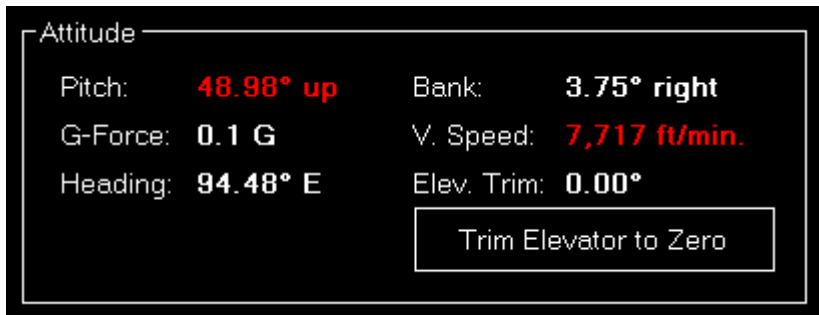 Attitude
Pitch: 48.98° up Bank: 3.75° right
G-Force: 0.1 G V. Speed: 7,717 ft/min.
Heading: 94.48° E Elev. Trim: 0.00°
Trim Elevator to Zero